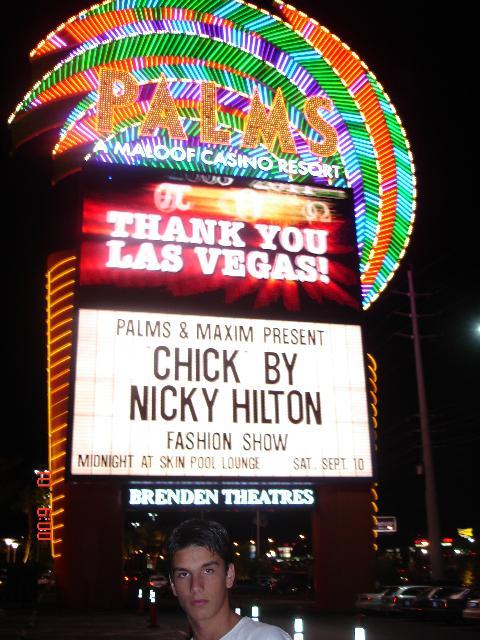 PALMS
A MALOOF CASINO RESORT
THANK YOU
LAS VEGAS!
PALMS & MAXIM PRESENT
"CHICK" BY
NICKY HILTON
FASHION SHOW
MIDNIGHT AT SKIN POOL LOUNGE SAT. SEPT. 10
BRENDEN THEATRES